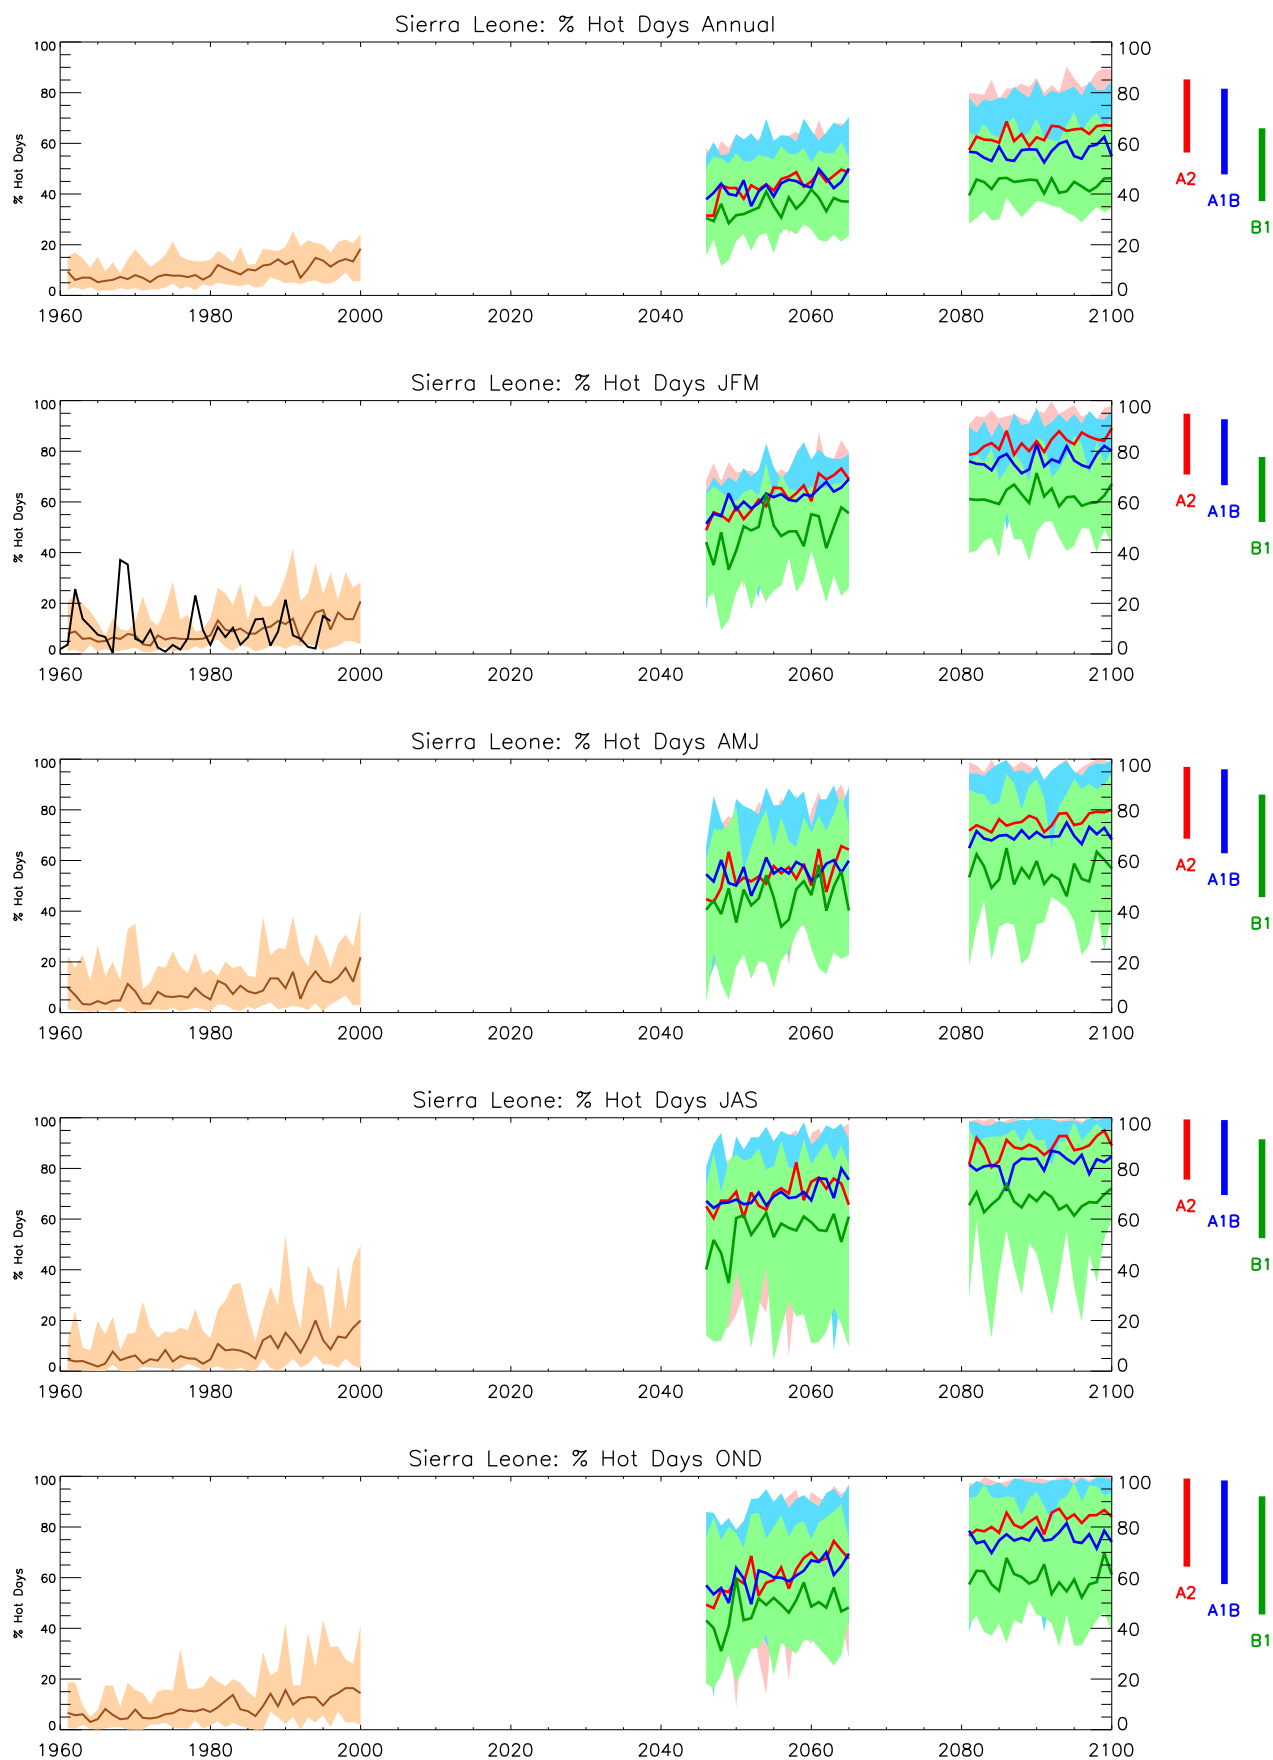 Sierra Leone: % Hot Days Annual
100 100
80 80
60 60
40 40
20 20
0 0
% Hot Days
1960 1980 2000 2020 2040 2060 2080 2100
A2
A1B
B1
Sierra Leone: % Hot Days JFM
100 100
80 80
60 60
40 40
20 20
0 0
% Hot Days
1960 1980 2000 2020 2040 2060 2080 2100
A2
A1B
B1
Sierra Leone: % Hot Days AMJ
100 100
80 80
60 60
40 40
20 20
0 0
% Hot Days
1960 1980 2000 2020 2040 2060 2080 2100
A2
A1B
B1
Sierra Leone: % Hot Days JAS
100 100
80 80
60 60
40 40
20 20
0 0
% Hot Days
1960 1980 2000 2020 2040 2060 2080 2100
A2
A1B
B1
Sierra Leone: % Hot Days OND
100 100
80 80
60 60
40 40
20 20
0 0
% Hot Days
1960 1980 2000 2020 2040 2060 2080 2100
A2
A1B
B1